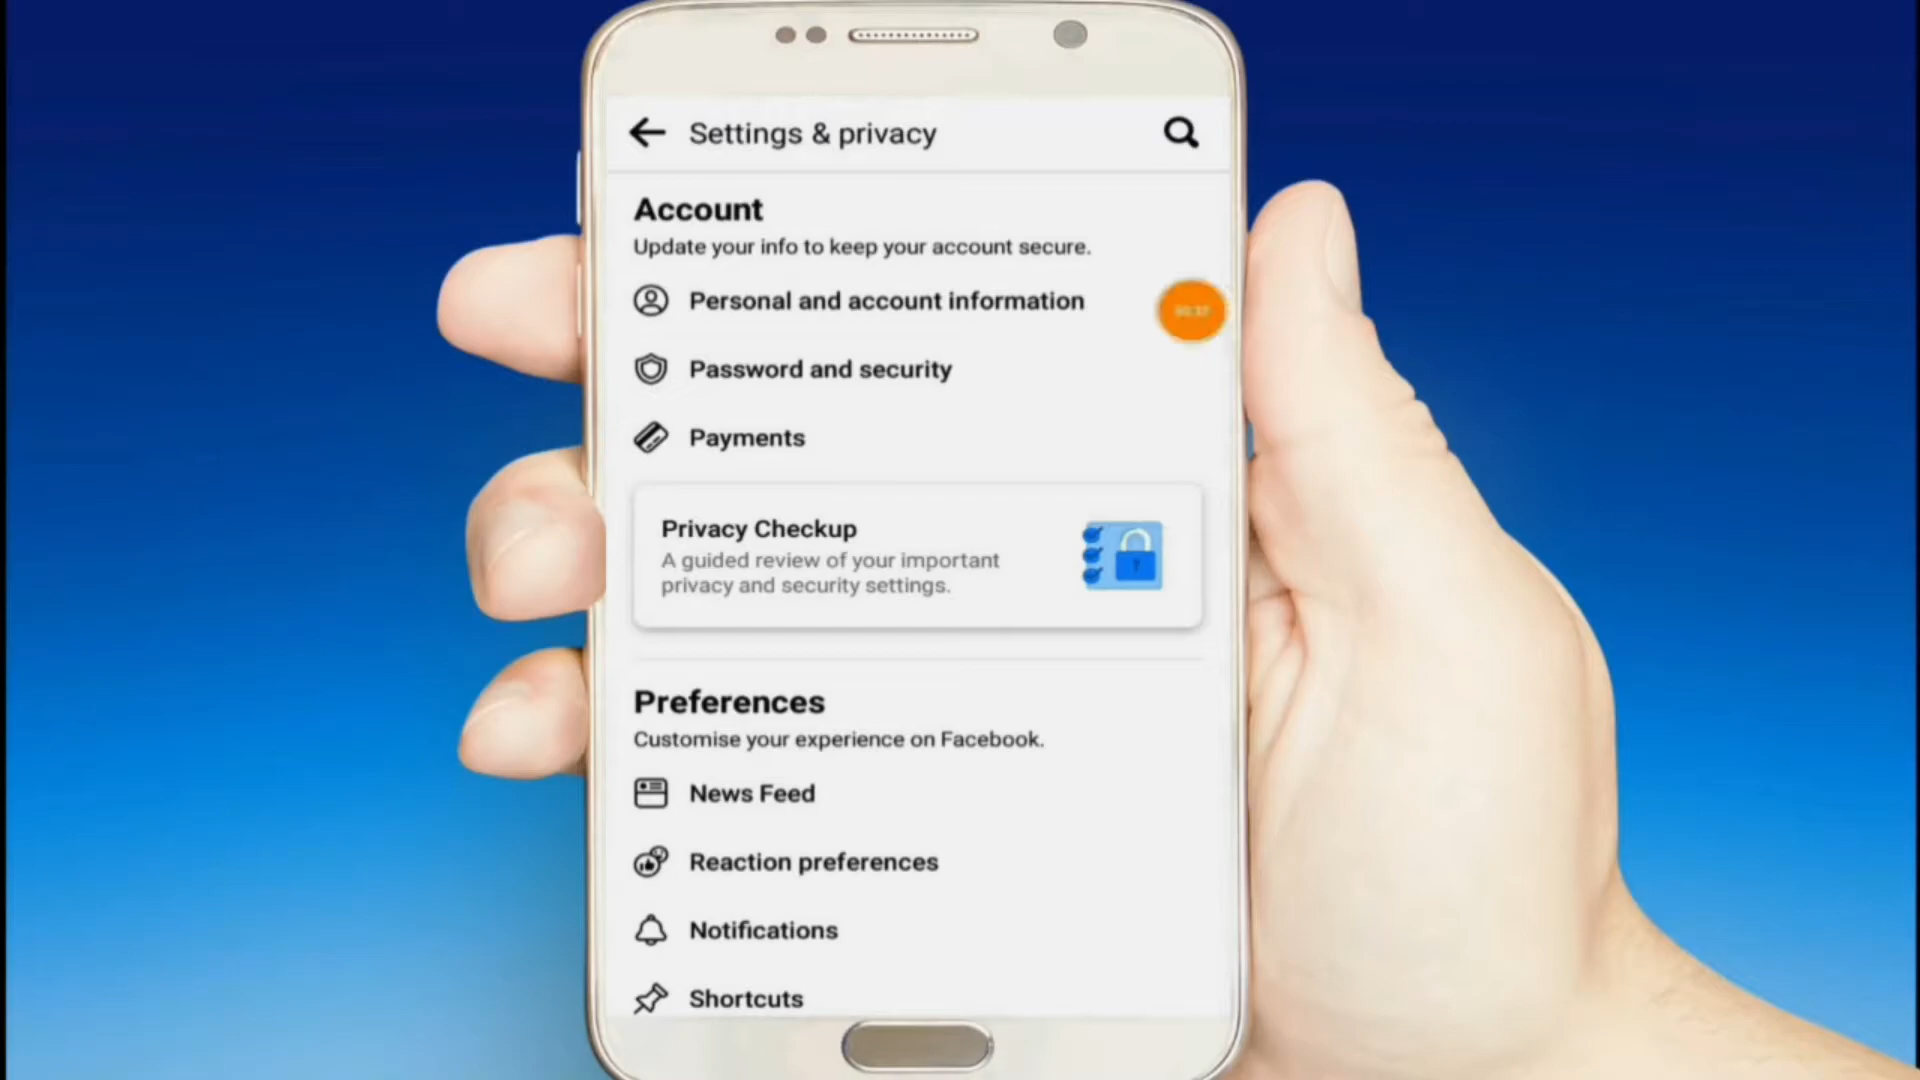 Settings & privacy
Account
Update your info to keep your account secure.
Personal and account information
Password and security
Payments
Privacy Checkup
A guided review of your important
privacy and security settings.
Preferences
Customise your experience on Facebook.
News Feed
Reaction preferences
Notifications
Shortcuts